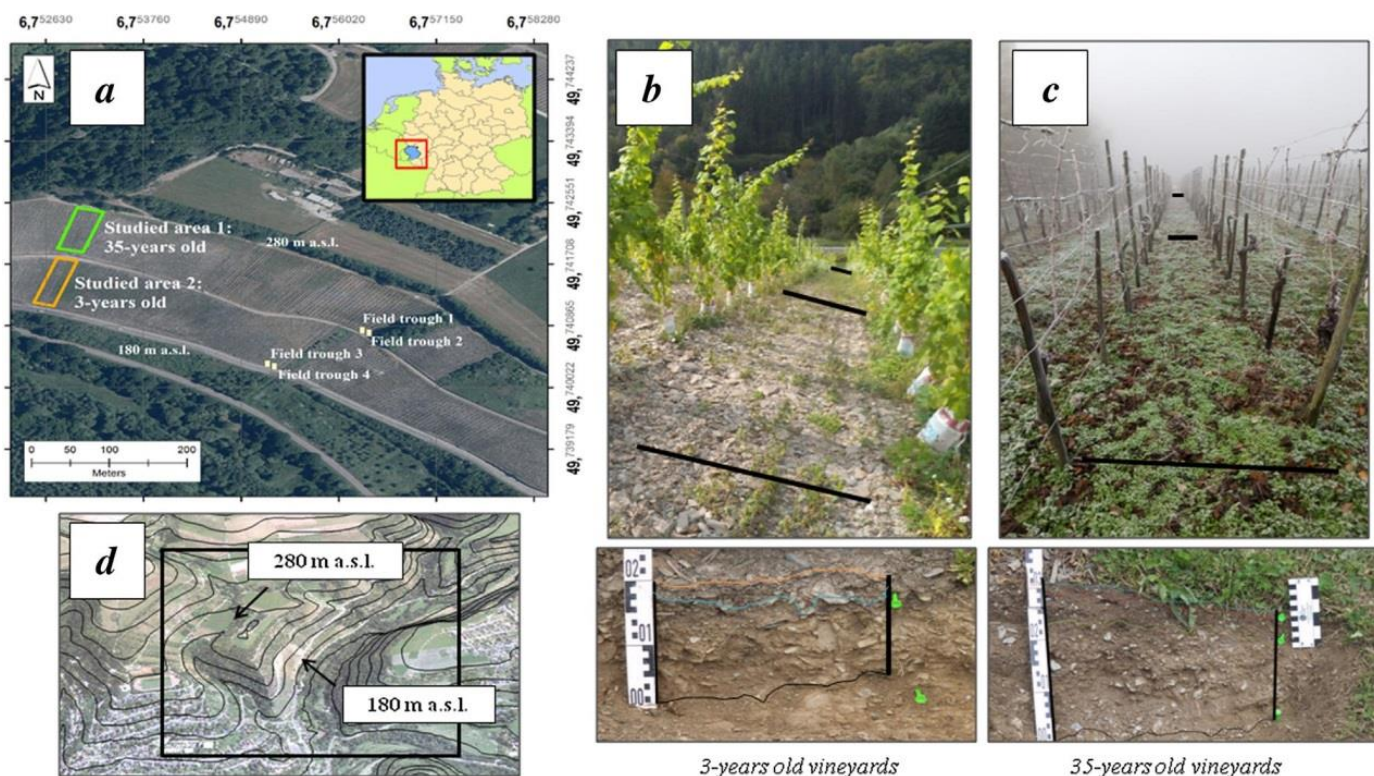 6,752630 6,753760 6,754890 6,756020 6,757150 6,758280
a
N
49,744237
49,743394
49,742551
49,741708
49,740865
49,740022
49,739179
Studied area 1:
35-years old
280 m a.s.l.
Studied area 2:
3-years old
Field trough 1
Field trough 2
180 m a.s.l.
Field trough 3
Field trough 4
0 50 100 200
Meters
b
c
d
280 m a.s.l.
180 m a.s.l.
02
01
00
3-years old vineyards
35-years old vineyards